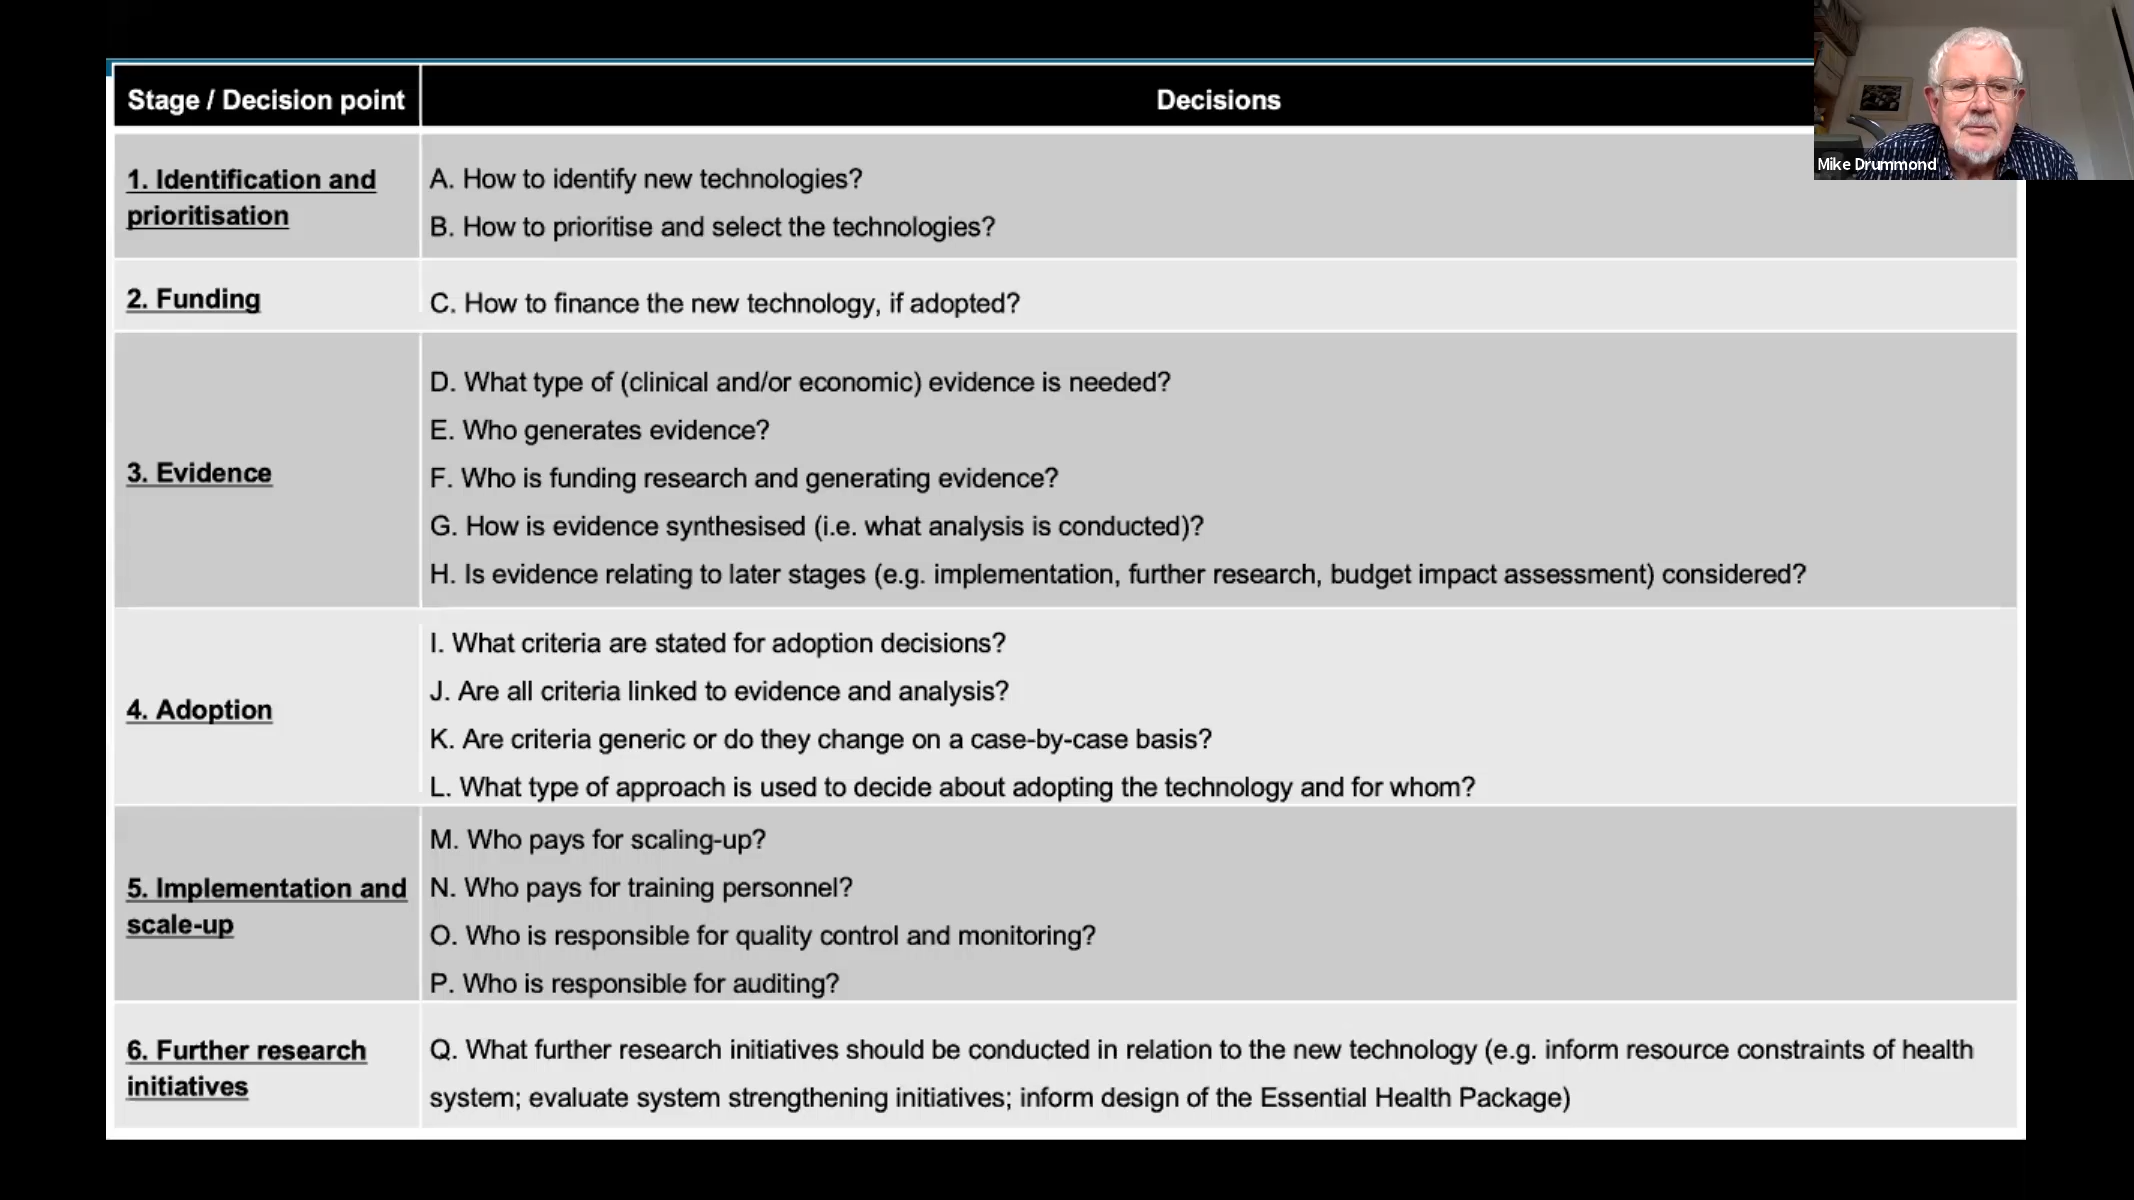 Stage / Decision point
Decisions
Mike Drummond
1. Identification and
prioritisation
A. How to identify new technologies?
B. How to prioritise and select the technologies?
2. Funding
C. How to finance the new technology, if adopted?
3. Evidence
D. What type of (clinical and/or economic) evidence is needed?
E. Who generates evidence?
F. Who is funding research and generating evidence?
G. How is evidence synthesised (i.e. what analysis is conducted)?
H. Is evidence relating to later stages (e.g. implementation, further research, budget impact assessment) considered?
4. Adoption
I. What criteria are stated for adoption decisions?
J. Are all criteria linked to evidence and analysis?
K. Are criteria generic or do they change on a case-by-case basis?
L. What type of approach is used to decide about adopting the technology and for whom?
5. Implementation and
scale-up
M. Who pays for scaling-up?
N. Who pays for training personnel?
O. Who is responsible for quality control and monitoring?
P. Who is responsible for auditing?
6. Further research
initiatives
Q. What further research initiatives should be conducted in relation to the new technology (e.g. inform resource constraints of health
system; evaluate system strengthening initiatives; inform design of the Essential Health Package)